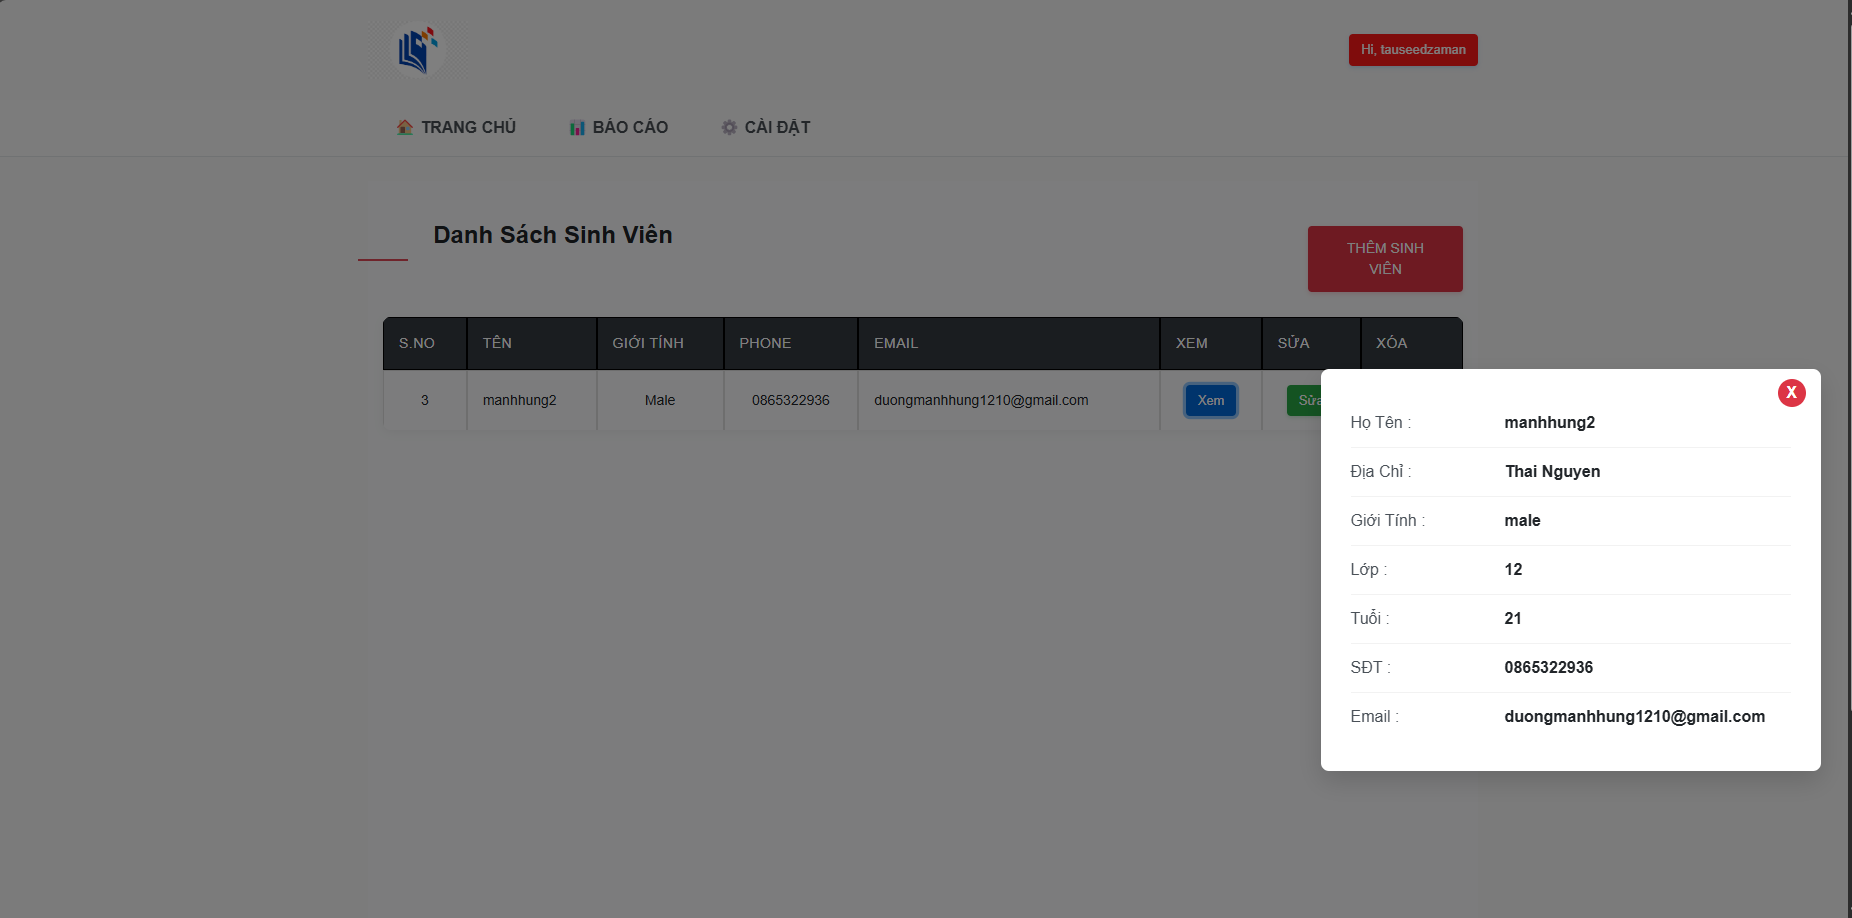 Hi, tauseedzaman
TRANG CHỦ
BÁO CÁO
CÀI ĐẶT
Danh Sách Sinh Viên
THÊM SINH
VIÊN
S.NO TÊN GIỚI TÍNH PHONE EMAIL XEM SỬA XÓA
3 manhhung2 Male 0865322936 duongmanhhung1210@gmail.com Xem Sửa
X
Họ Tên : manhhung2
Địa Chỉ : Thai Nguyen
Giới Tính : male
Lớp : 12
Tuổi : 21
SĐT : 0865322936
Email : duongmanhhung1210@gmail.com